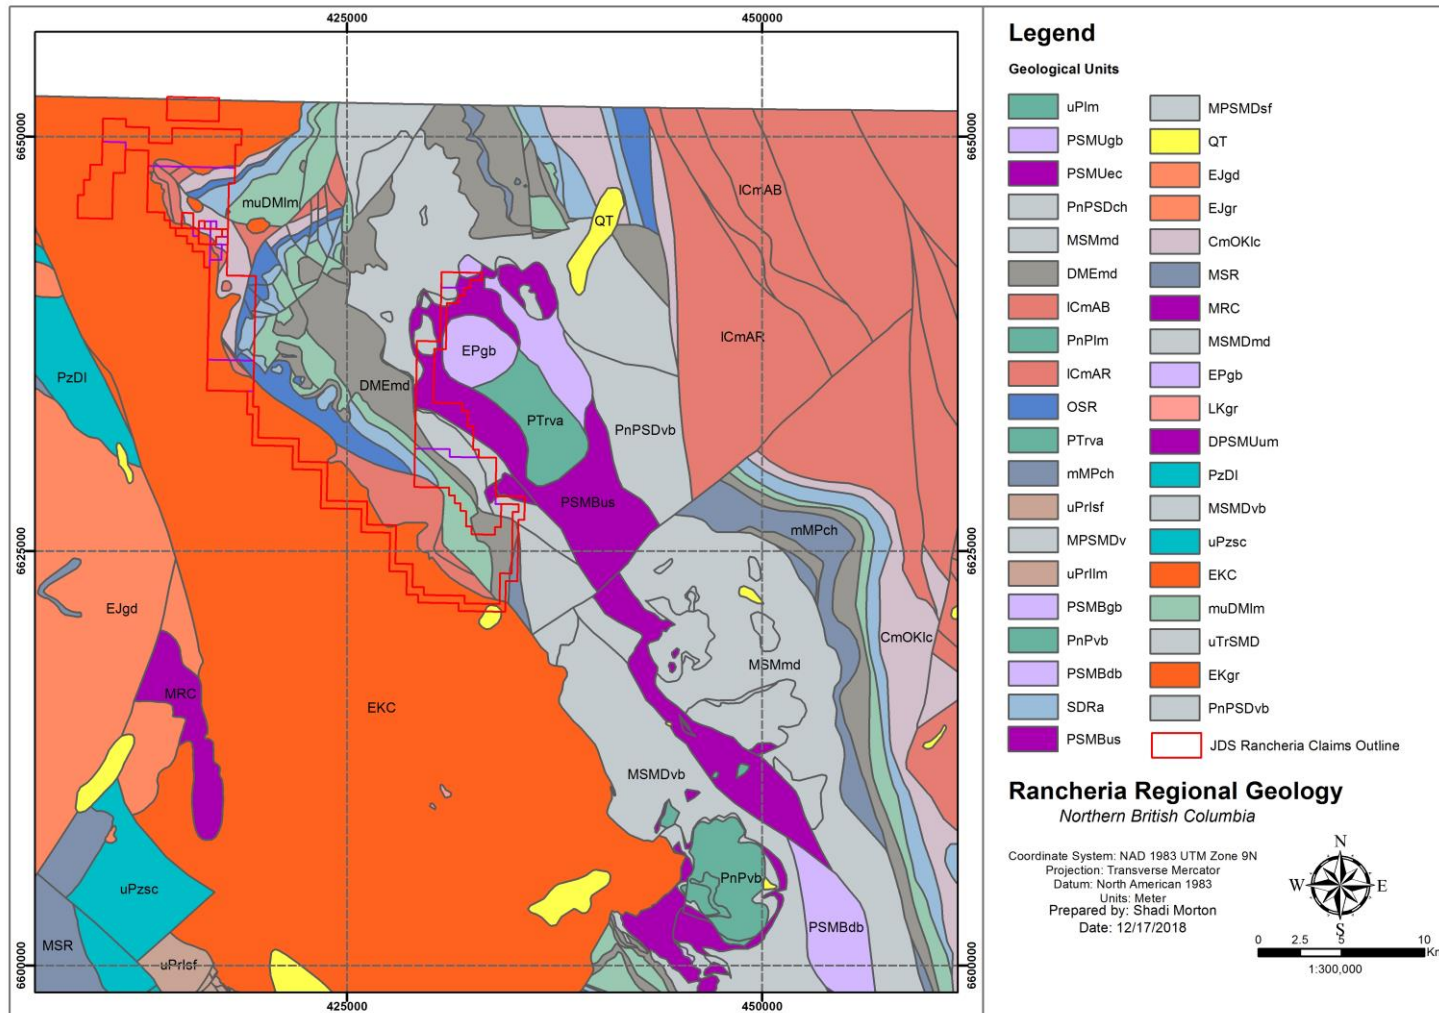 425000
450000
6650000
6650000
6625000
6625000
6600000
6600000
lCmAB
muDMlm
QT
lCmAR
EPgb
PzDl
DMEmd
PTrva
PnPSDvb
PSMBus
mMPch
EJgd
CmOKlc
MSMmd
MRC
EKC
MSMDvb
PnPvb
uPzsc
PSMBdb
MSR
uPrlsf
425000
450000
Legend
Geological Units
uPlm
PSMUgb
PSMUec
PnPSDch
MSMmd
DMEmd
lCmAB
PnPlm
lCmAR
OSR
PTrva
mMPch
uPrlsf
MPSMDv
uPrllm
PSMBgb
PnPvb
PSMBdb
SDRa
PSMBus
MPSMDsf
QT
EJgd
EJgr
CmOKlc
MSR
MRC
MSMDmd
EPgb
LKgr
DPSMUum
PzDl
MSMDvb
uPzsc
EKC
muDMlm
uTrSMD
EKgr
PnPSDvb
JDS Rancheria Claims Outline
Rancheria Regional Geology
Northern British Columbia
Coordinate System: NAD 1983 UTM Zone 9N
Projection: Transverse Mercator
Datum: North American 1983
Units: Meter
Prepared by: Shadi Morton
Date: 12/17/2018
N
W
E
S
0 2.5 5 10
Km
1:300,000